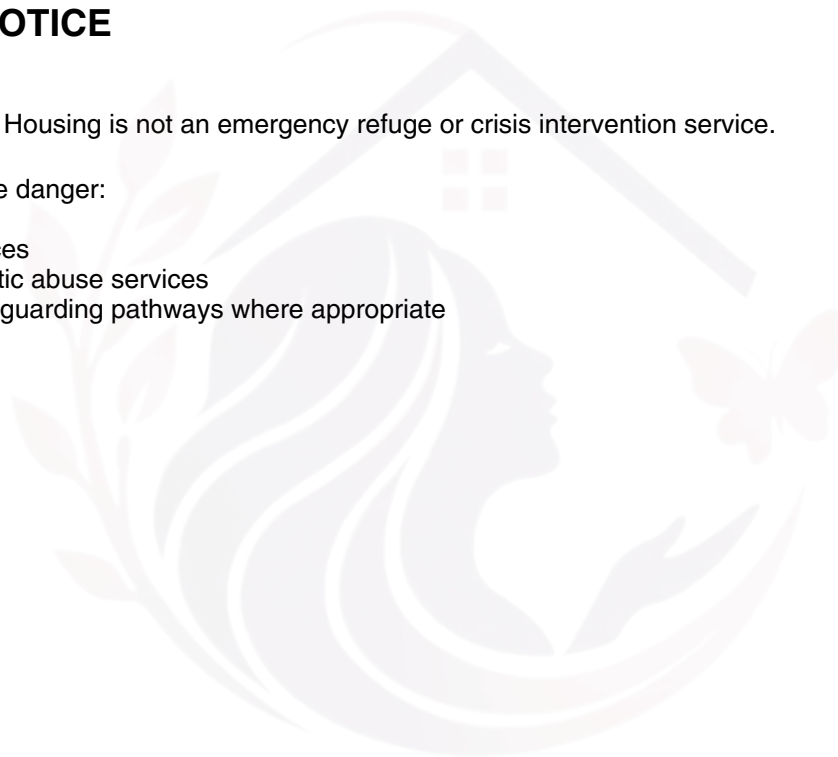 OTICE
Housing is not an emergency refuge or crisis intervention service.
e danger:
ces
tic abuse services
guarding pathways where appropriate